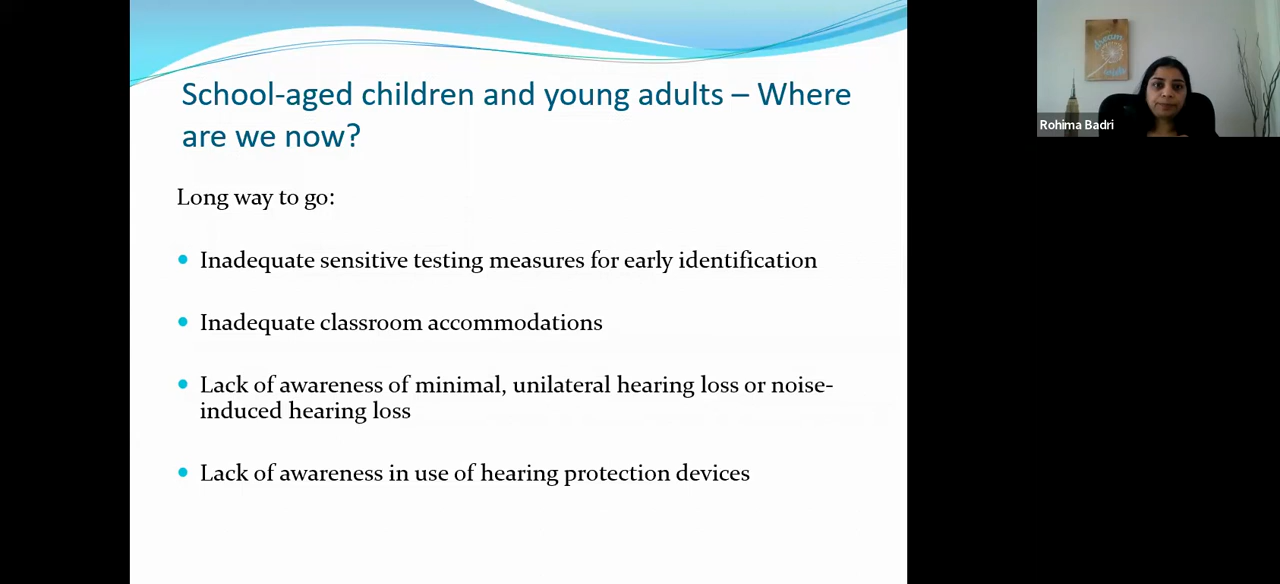 School-aged children and young adults – Where
are we now?
Long way to go:
Inadequate sensitive testing measures for early identification
Inadequate classroom accommodations
Lack of awareness of minimal, unilateral hearing loss or noise-
induced hearing loss
Lack of awareness in use of hearing protection devices
dream
Rohima Badri